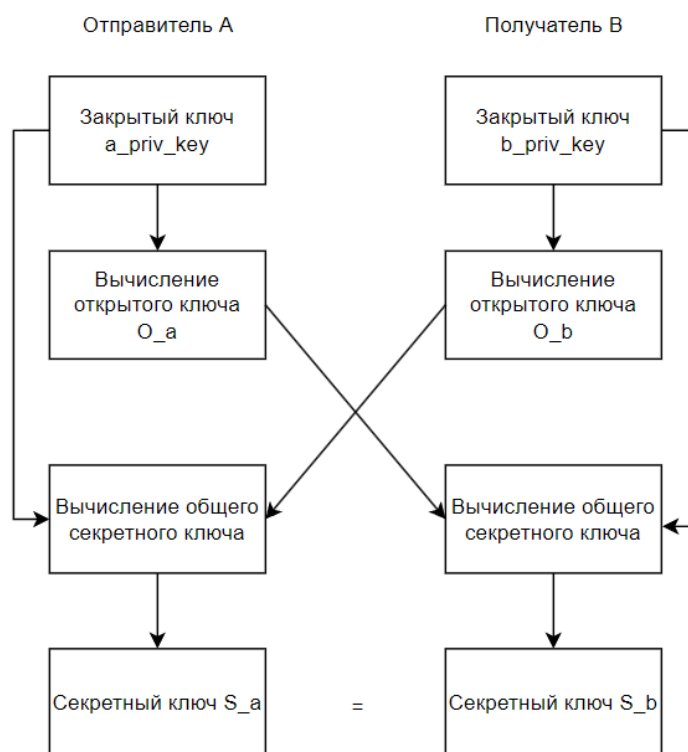 Отправитель А
Получатель В
Закрытый ключ
a_priv_key
Закрытый ключ
b_priv_key
Вычисление
открытого ключа
O_a
Вычисление
открытого ключа
O_b
Вычисление общего
секретного ключа
Вычисление общего
секретного ключа
Секретный ключ S_a
=
Секретный ключ S_b